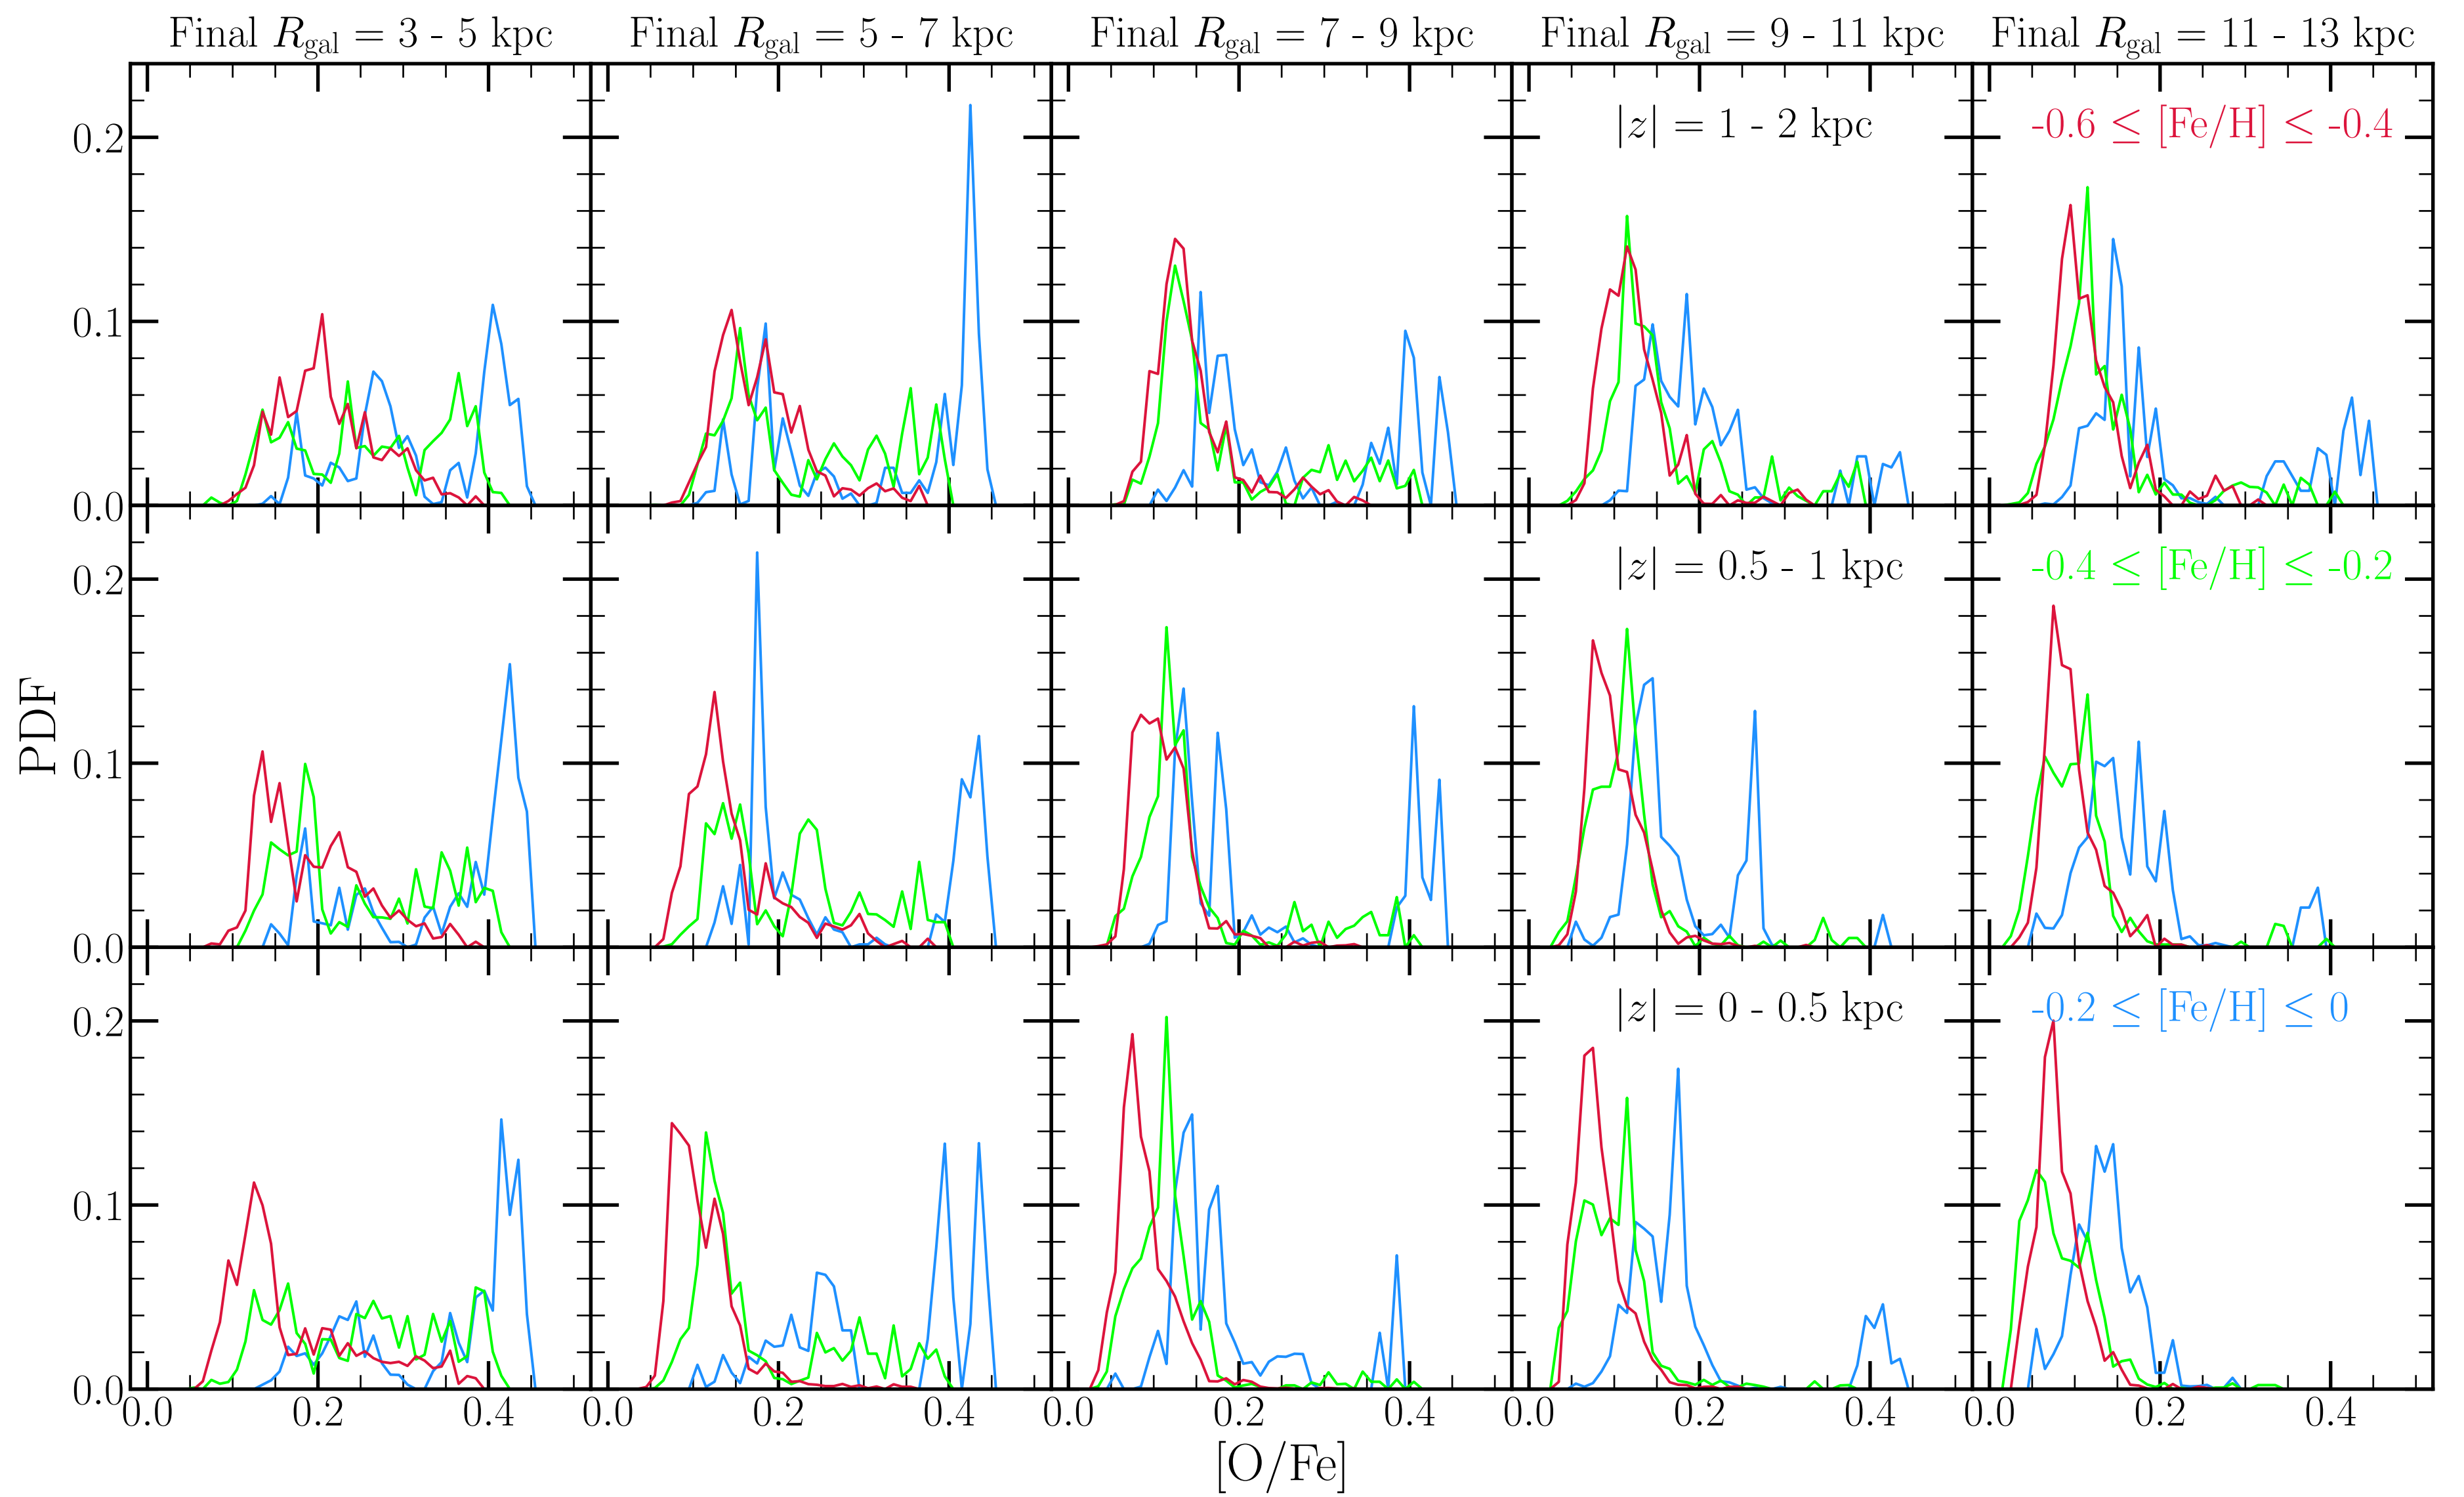 Final R_gal = 3 - 5 kpc
Final R_gal = 5 - 7 kpc
Final R_gal = 7 - 9 kpc
Final R_gal = 9 - 11 kpc
Final R_gal = 11 - 13 kpc
|z| = 1 - 2 kpc
-0.6 ≤ [Fe/H] ≤ -0.4
0.2
0.1
0.0
|z| = 0.5 - 1 kpc
-0.4 ≤ [Fe/H] ≤ -0.2
0.2
0.1
0.0
PDF
|z| = 0 - 0.5 kpc
-0.2 ≤ [Fe/H] ≤ 0
0.2
0.1
0.0
0.0 0.2 0.4
0.0 0.2 0.4
0.0 0.2 0.4
0.0 0.2 0.4
0.0 0.2 0.4
[O/Fe]